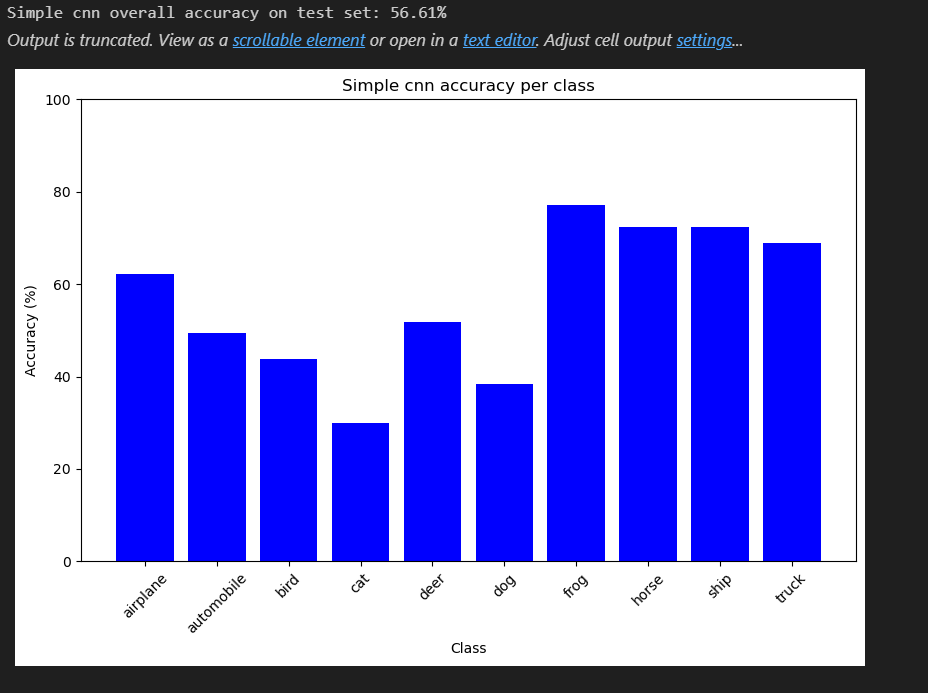 Simple cnn overall accuracy on test set: 56.61%
Output is truncated. View as a scrollable element or open in a text editor. Adjust cell output settings...
Simple cnn accuracy per class
100
80
60
40
20
0
Accuracy (%)
airplane
automobile
bird
cat
deer
dog
frog
horse
ship
truck
Class